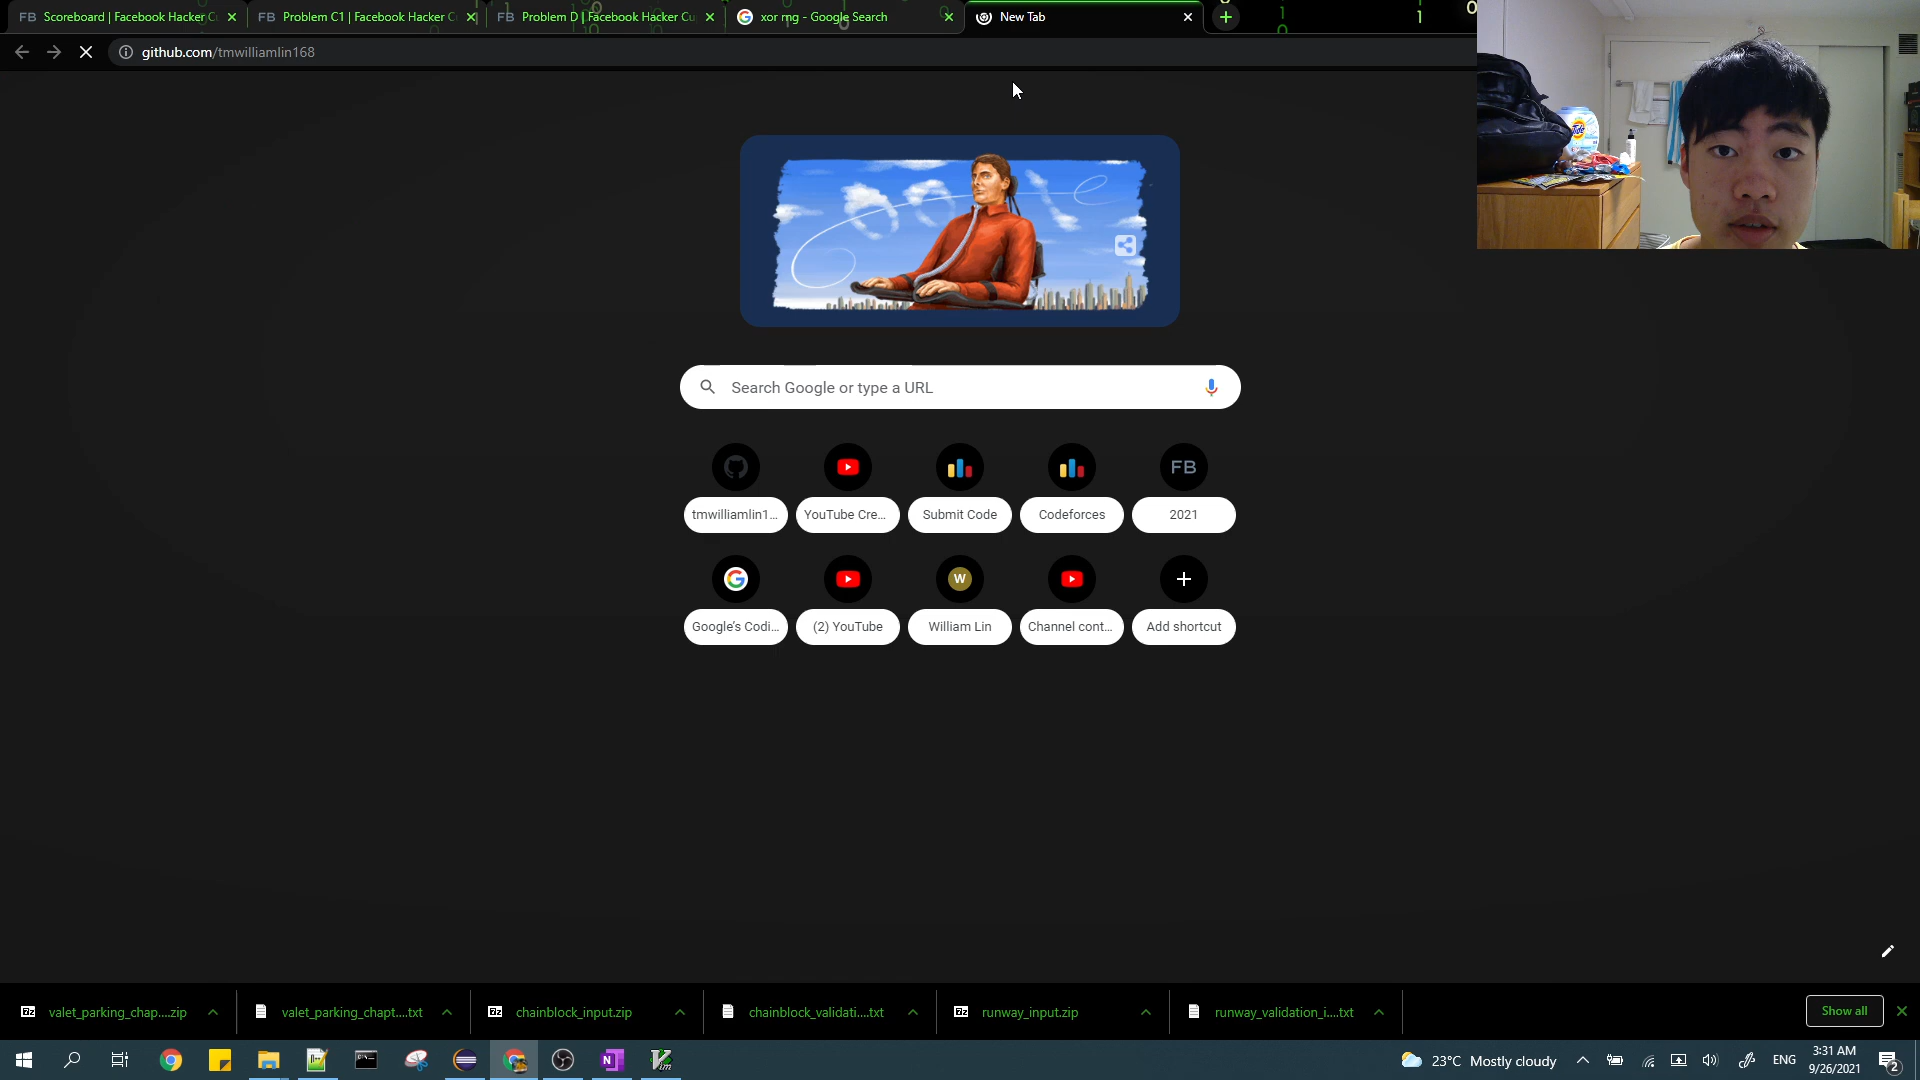 FB Scoreboard | Facebook Hacker C
FB Problem C1 | Facebook Hacker C
FB Problem D | Facebook Hacker Cu
xor rng - Google Search
New Tab
github.com/tmwilliamlin168
Tide
Search Google or type a URL
FB
tmwilliamlin1...
YouTube Cre...
Submit Code
Codeforces
2021
W
Google's Codi...
(2) YouTube
William Lin
Channel cont...
Add shortcut
valet_parking_chap....zip
valet_parking_chapt....txt
chainblock_input.zip
chainblock_validati....txt
runway_input.zip
runway_validation_i....txt
Show all
23°C Mostly cloudy
ENG
3:31 AM
9/26/2021
2